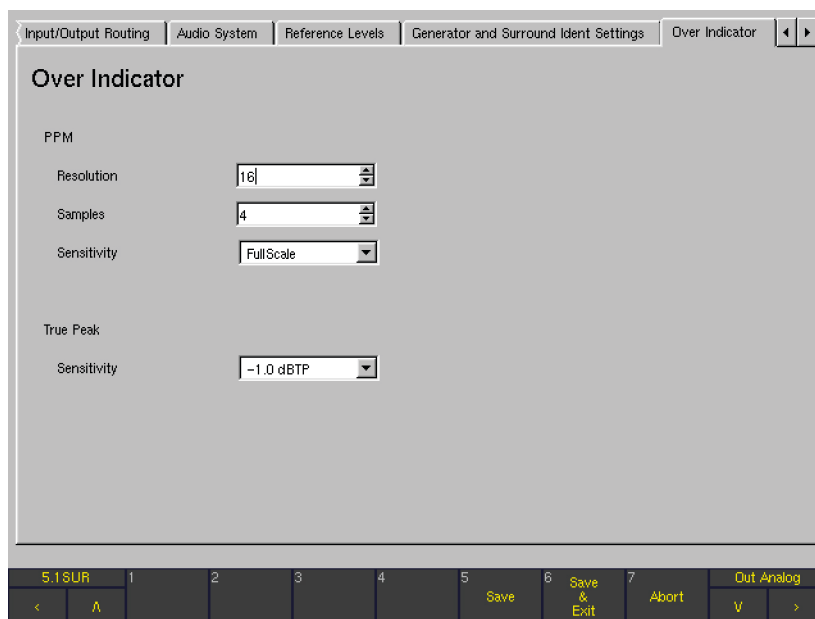 Input/Output Routing Audio System Reference Levels Generator and Surround Ident Settings Over Indicator
Over Indicator
PPM
Resolution 16
Samples 4
Sensitivity FullScale
True Peak
Sensitivity -1.0 dBTP
5.1SUR 1 2 3 4 5 Save 6 Save & Exit 7 Abort Out Analog
< Λ V >